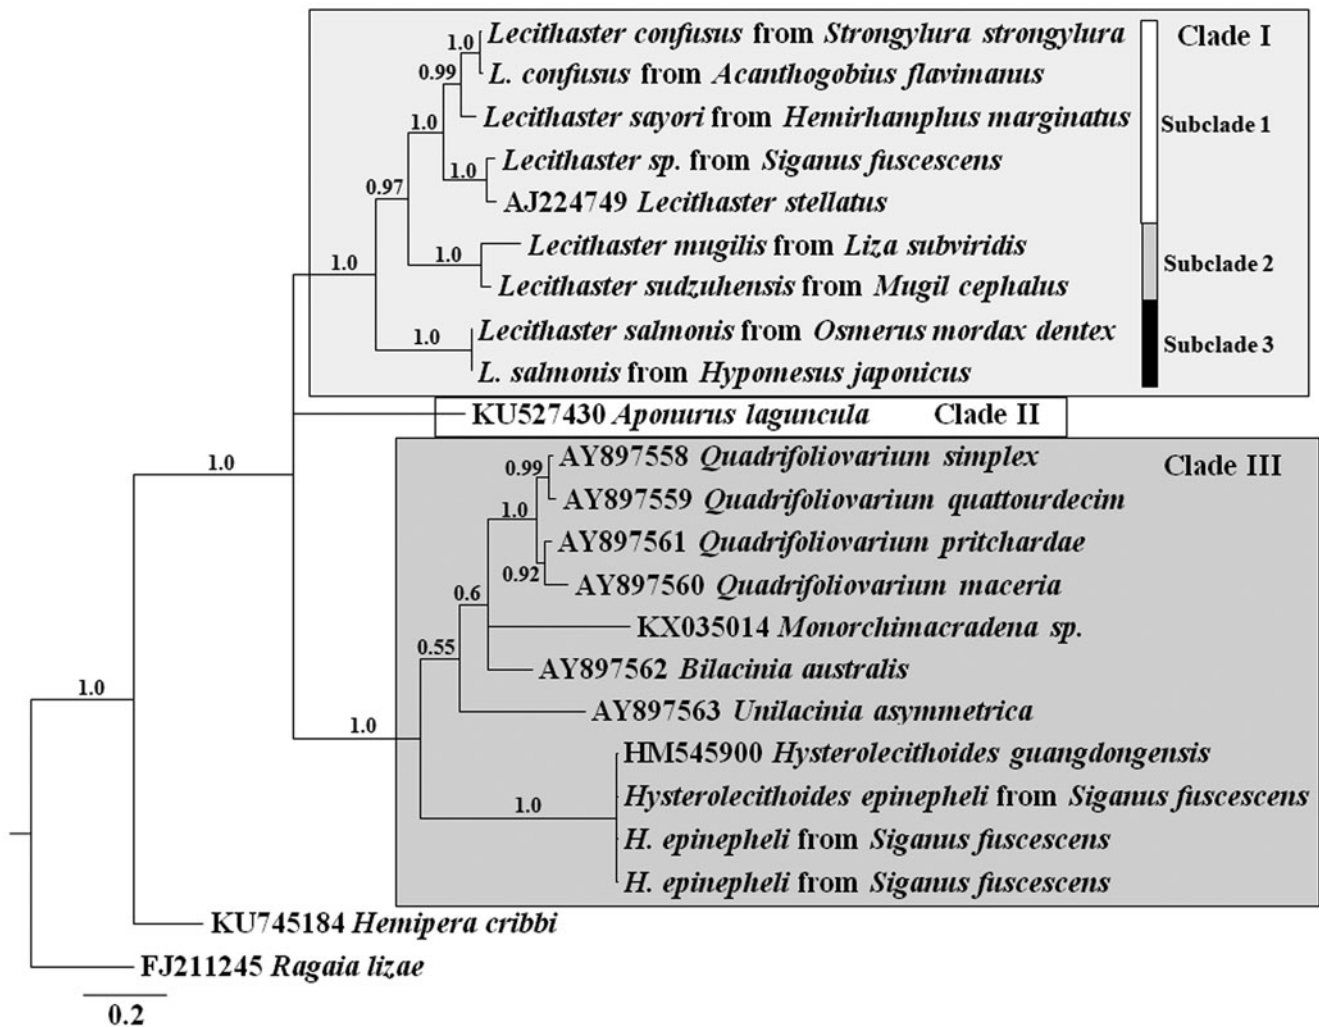 1.0 Lecithaster confusus from Strongylura strongylura Clade I
0.99 L. confusus from Acanthogobius flavimanus
1.0 Lecithaster sayori from Hemirhamphus marginatus Subclade 1
1.0 Lecithaster sp. from Siganus fuscescens
0.97 AJ224749 Lecithaster stellatus
1.0 1.0 Lecithaster mugilis from Liza subviridis Subclade 2
Lecithaster sudzuhensis from Mugil cephalus
1.0 Lecithaster salmonis from Osmerus mordax dentex Subclade 3
L. salmonis from Hypomesus japonicus
KU527430 Aponurus laguncula Clade II
1.0 0.99 AY897558 Quadrifoliovarium simplex Clade III
1.0 AY897559 Quadrifoliovarium quattourdecim
AY897561 Quadrifoliovarium pritchardae
0.6 0.92 AY897560 Quadrifoliovarium maceria
0.55 KX035014 Monorchimacradena sp.
AY897562 Bilacinia australis
1.0 1.0 AY897563 Unilacinia asymmetrica
HM545900 Hysterolecithoides guangdongensis
1.0 Hysterolecithoides epinepheli from Siganus fuscescens
H. epinepheli from Siganus fuscescens
H. epinepheli from Siganus fuscescens
KU745184 Hemipera cribbi
FJ211245 Ragaia lizae
0.2